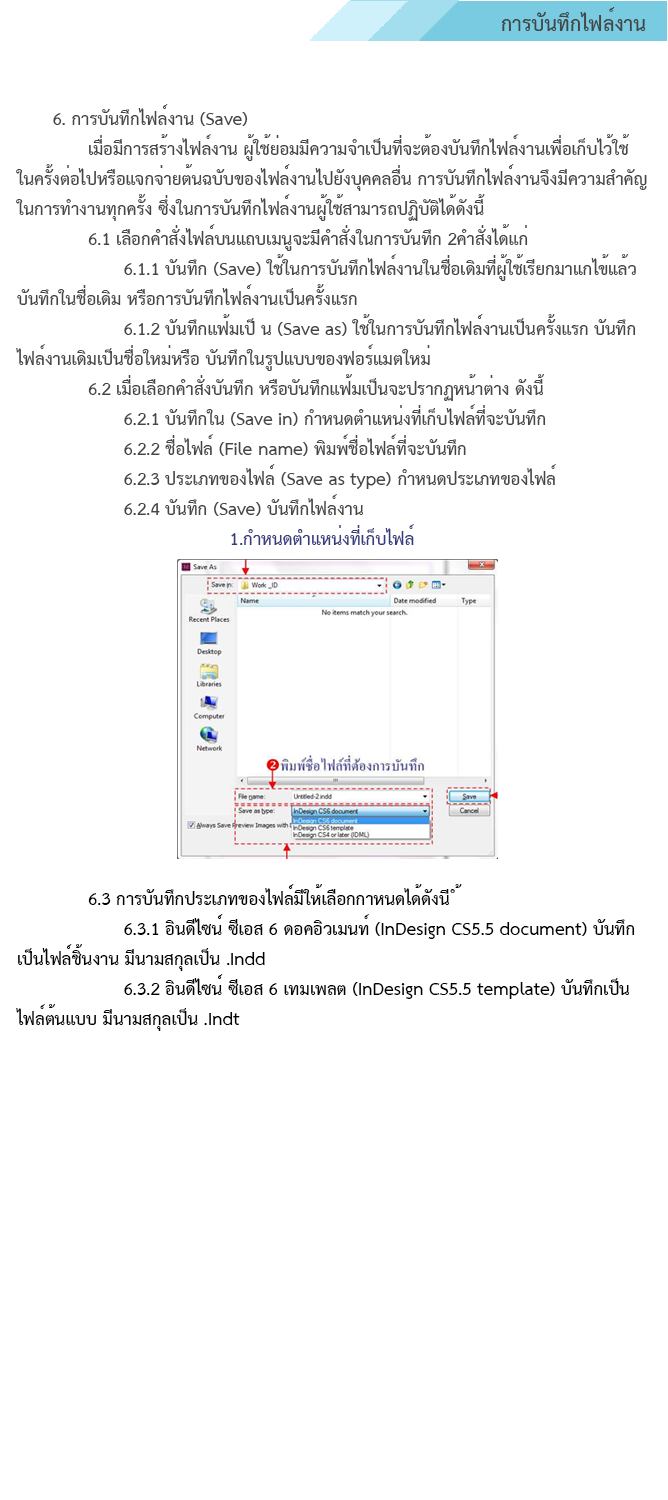 การบันทึกไฟล์งาน
6. การบันทึกไฟล์งาน (Save)
เมื่อมีการสร้างไฟล์งาน ผู้ใช้ย่อมมีความจำเป็นที่จะต้องบันทึกไฟล์งานเพื่อเก็บไว้ใช้
ในครั้งต่อไปหรือแจกจ่ายต้นฉบับของไฟล์งานไปยังบุคคลอื่น การบันทึกไฟล์งานจึงมีความสำคัญ
ในการทำงานทุกครั้ง ซึ่งในการบันทึกไฟล์งานผู้ใช้สามารถปฏิบัติได้ดังนี้
6.1 เลือกคำสั่งไฟล์บนแถบเมนูจะมีคำสั่งในการบันทึก 2คำสั่งได้แก่
6.1.1 บันทึก (Save) ใช้ในการบันทึกไฟล์งานในชื่อเดิมที่ผู้ใช้เรียกมาแกไข้แล้ว
บันทึกในชื่อเดิม หรือการบันทึกไฟล์งานเป็นครั้งแรก
6.1.2 บันทึกแฟ้มเป็ น (Save as) ใช้ในการบันทึกไฟล์งานเป็นครั้งแรก บันทึก
ไฟล์งานเดิมเป็นชื่อใหม่หรือ บันทึกในรูปแบบของฟอร์แมตใหม่
6.2 เมื่อเลือกคำสั่งบันทึก หรือบันทึกแฟ้มเป็นจะปรากฏหน้าต่าง ดังนี้
6.2.1 บันทึกใน (Save in) กำหนดตำแหน่งที่เก็บไฟล์ที่จะบันทึก
6.2.2 ชื่อไฟล์ (File name) พิมพ์ชื่อไฟล์ที่จะบันทึก
6.2.3 ประเภทของไฟล์ (Save as type) กำหนดประเภทของไฟล์
6.2.4 บันทึก (Save) บันทึกไฟล์งาน
1.กำหนดตำแหน่งที่เก็บไฟล์
Save As
Save in: Work _ID
Name Date modified Type
No items match your search.
Recent Places
Desktop
Libraries
Computer
Network
2 พิมพ์ชื่อไฟล์ที่ต้องการบันทึก
File name: Untitled-2.indd Save
Save as type: InDesign CS6 document Cancel
InDesign CS6 document
Always Save Preview Images with InDesign CS6 template
InDesign CS4 or later (IDML)
6.3 การบันทึกประเภทของไฟล์มีให้เลือกกาหนดได้ดังนี ํ ้
6.3.1 อินดีไซน์ ซีเอส 6 ดอคอิวเมนท์ (InDesign CS5.5 document) บันทึก
เป็นไฟล์ชิ้นงาน มีนามสกุลเป็น .Indd
6.3.2 อินดีไซน์ ซีเอส 6 เทมเพลต (InDesign CS5.5 template) บันทึกเป็น
ไฟล์ต้นแบบ มีนามสกุลเป็น .Indt